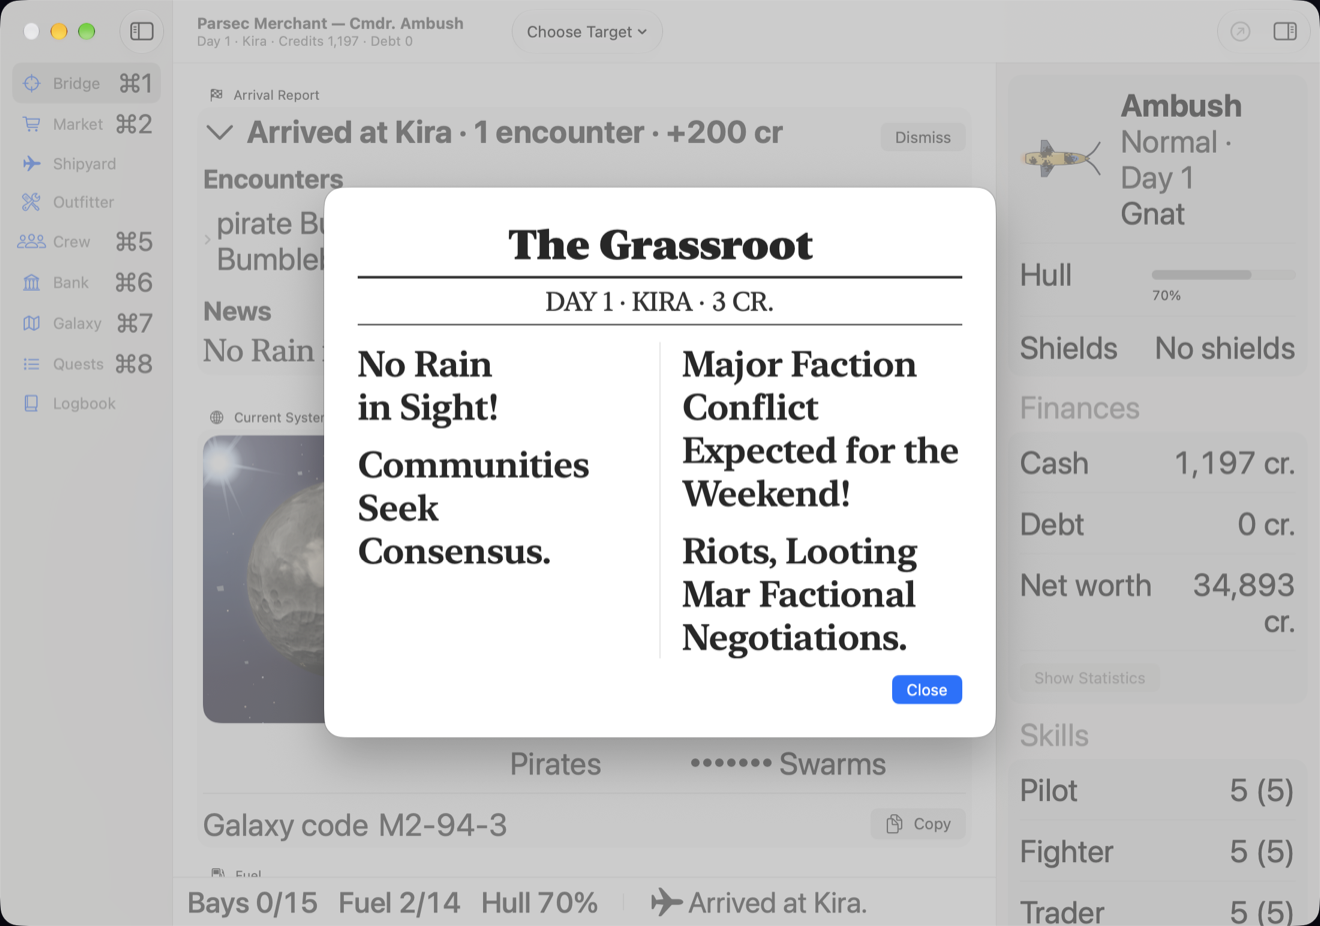 Parsec Merchant — Cmdr. Ambush
Day 1 · Kira · Credits 1,197 · Debt 0
Choose Target
Bridge ⌘1
Market ⌘2
Shipyard
Outfitter
Crew ⌘5
Bank ⌘6
Galaxy ⌘7
Quests ⌘8
Logbook
Arrival Report
Arrived at Kira · 1 encounter · +200 cr
Dismiss
Encounters
pirate
News
No Rain
The Grassroot
DAY 1 · KIRA · 3 CR.
No Rain
in Sight!
Communities
Seek
Consensus.
Major Faction
Conflict
Expected for the
Weekend!
Riots, Looting
Mar Factional
Negotiations.
Close
Current
Pirates ••••••• Swarms
Galaxy code M2-94-3
Copy
Fuel
Bays 0/15 Fuel 2/14 Hull 70% Arrived at Kira.
Ambush
Normal ·
Day 1
Gnat
Hull
70%
Shields No shields
Finances
Cash 1,197 cr.
Debt 0 cr.
Net worth 34,893
cr.
Show Statistics
Skills
Pilot 5 (5)
Fighter 5 (5)
Trader 5 (5)